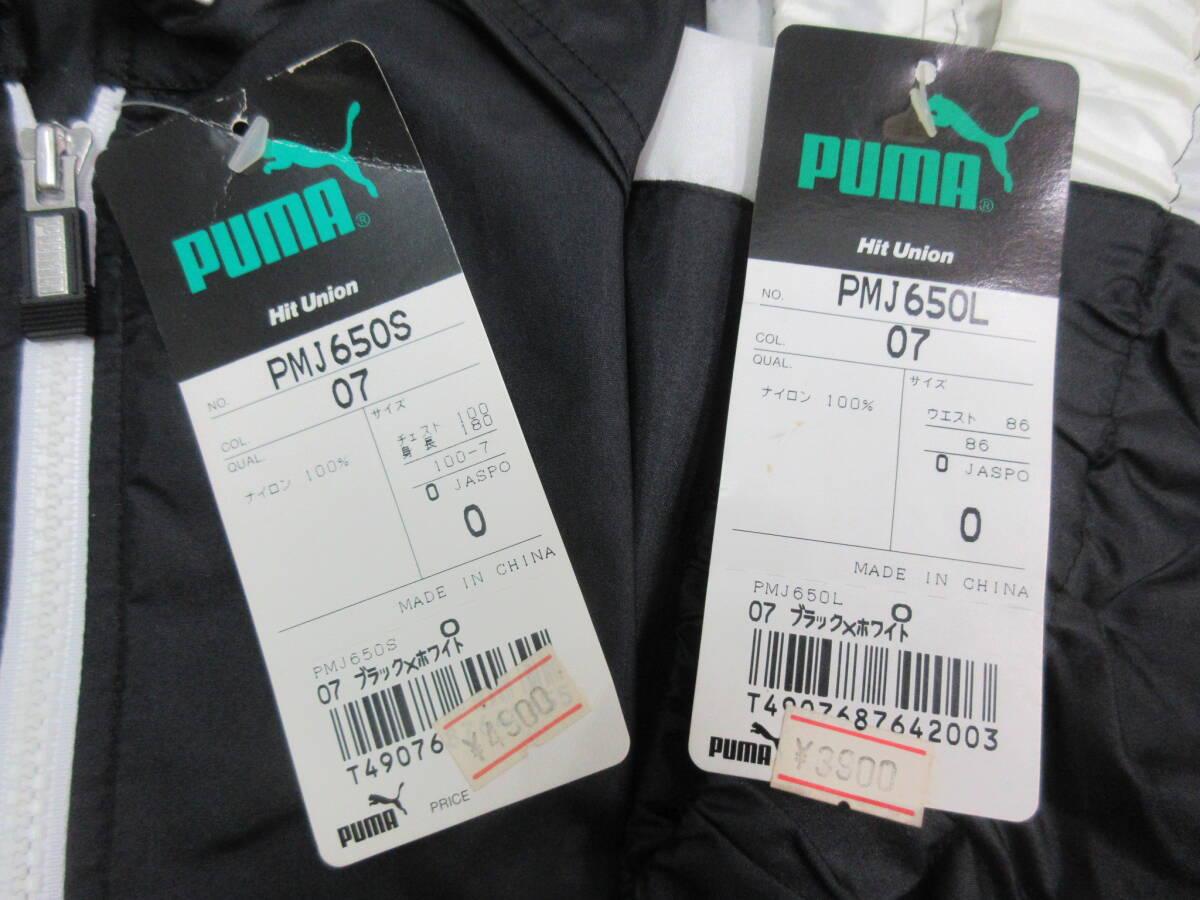 PUMA®
Hit Union
NO. PMJ650S
COL. 07
QUAL. サイズ
ナイロン 100%
チェスト 100
身長 180
100-7
O JASPO
O
MADE IN CHINA
PMJ650S O
07 ブラック×ホワイト
T49076
¥4900
PUMA PRICE
PUMA®
Hit Union
NO. PMJ650L
COL. 07
QUAL. サイズ
ナイロン 100%
ウエスト 86
86
O JASPO
O
MADE IN CHINA
PMJ650L O
07 ブラック×ホワイト
T4907687642003
PUMA
¥3900